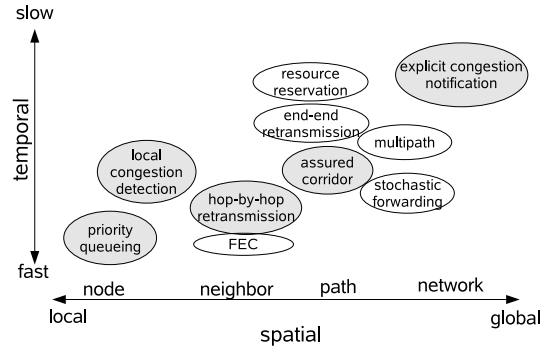 slow
explicit congestion
notification
resource
reservation
end-end
retransmission
multipath
temporal
local
congestion
detection
assured
corridor
stochastic
forwarding
hop-by-hop
retransmission
priority
queueing
FEC
fast
node
neighbor
path
network
local
global
spatial